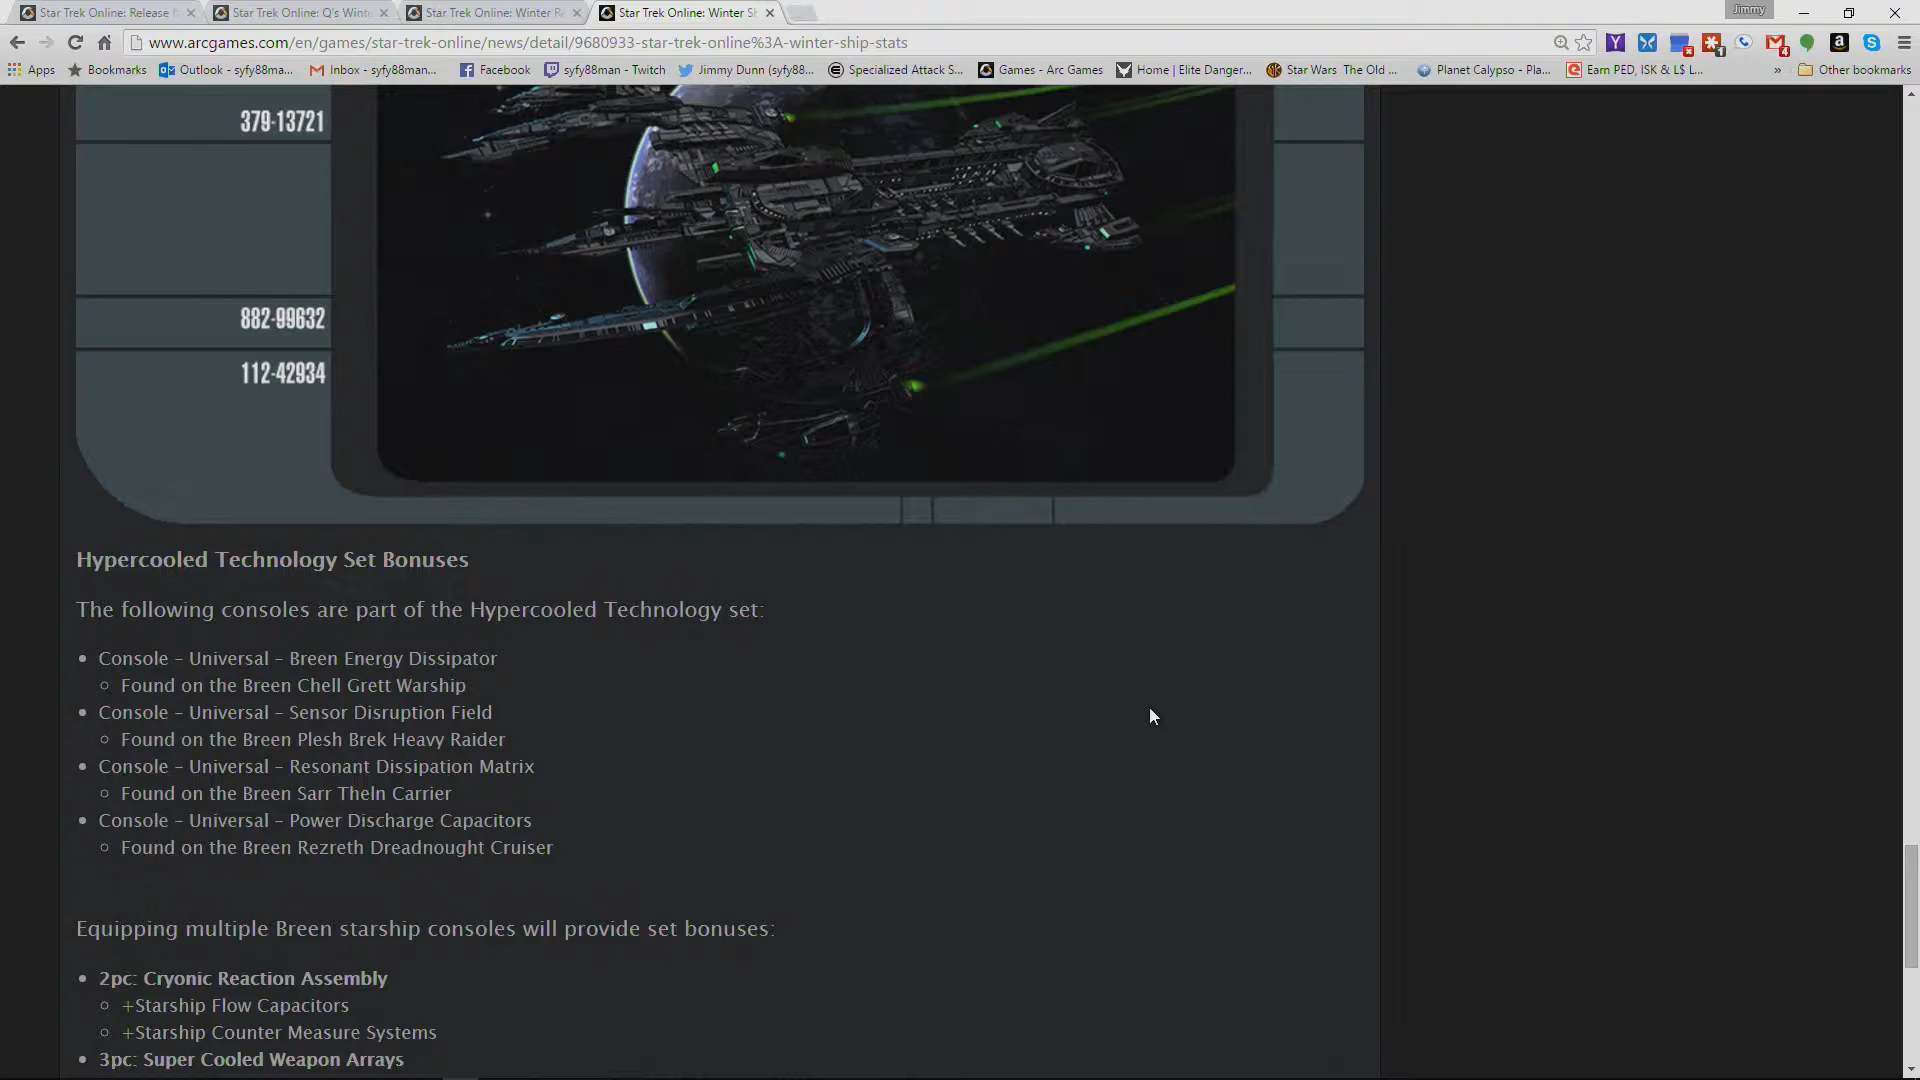 Star Trek Online: Release
Star Trek Online: Q's Winte
Star Trek Online: Winter Re
Star Trek Online: Winter Sh
Jimmy
www.arcgames.com/en/games/star-trek-online/news/detail/9680933-star-trek-online%3A-winter-ship-stats
Apps
Bookmarks
Outlook - syfy88man...
Inbox - syfy88man...
Facebook
syfy88man - Twitch
Jimmy Dunn (syfy88...
Specialized Attack S...
Games - Arc Games
Home | Elite Danger...
Star Wars The Old ...
Planet Calypso - Pla...
Earn PED, ISK & L$ L...
»
Other bookmarks
379-13721
882-99632
112-42934
Hypercooled Technology Set Bonuses
The following consoles are part of the Hypercooled Technology set:
Console – Universal – Breen Energy Dissipator
Found on the Breen Chell Grett Warship
Console – Universal – Sensor Disruption Field
Found on the Breen Plesh Brek Heavy Raider
Console – Universal – Resonant Dissipation Matrix
Found on the Breen Sarr Theln Carrier
Console – Universal – Power Discharge Capacitors
Found on the Breen Rezreth Dreadnought Cruiser
Equipping multiple Breen starship consoles will provide set bonuses:
2pc: Cryonic Reaction Assembly
+Starship Flow Capacitors
+Starship Counter Measure Systems
3pc: Super Cooled Weapon Arrays